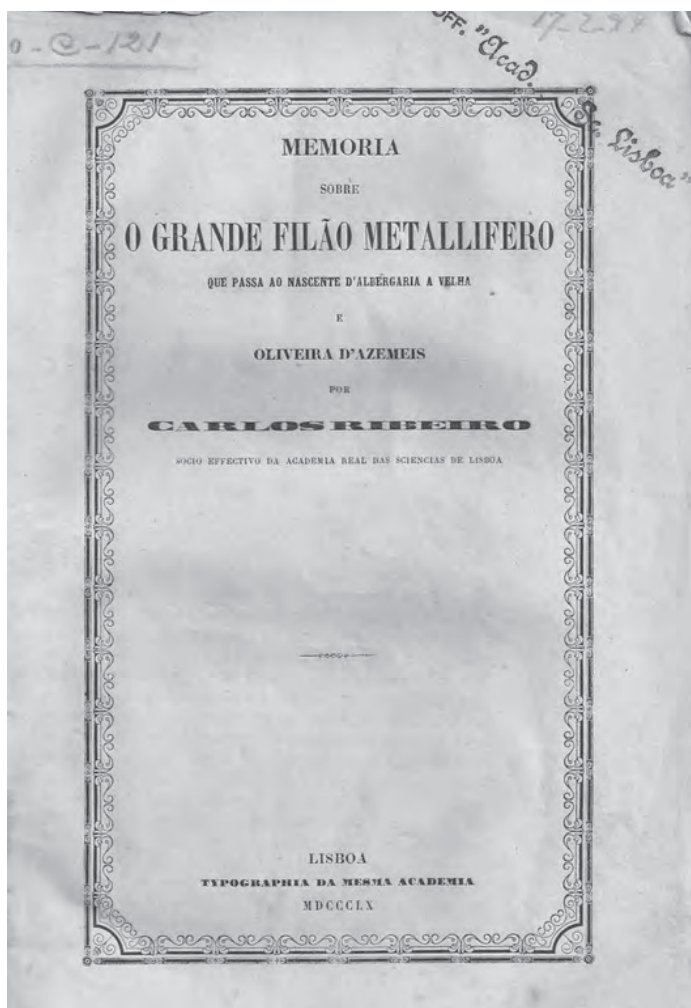 o-C-121
OFF. "Acad. Sc. Lisboa"
17-2-94
MEMORIA
SOBRE
O GRANDE FILÃO METALLIFERO
QUE PASSA AO NASCENTE D'ALBERGARIA A VELHA
E
OLIVEIRA D'AZEMEIS
POR
CARLOS RIBEIRO
SOCIO EFFECTIVO DA ACADEMIA REAL DAS SCIENCIAS DE LISBOA
LISBOA
TYPOGRAPHIA DA MESMA ACADEMIA
MDCCCLX